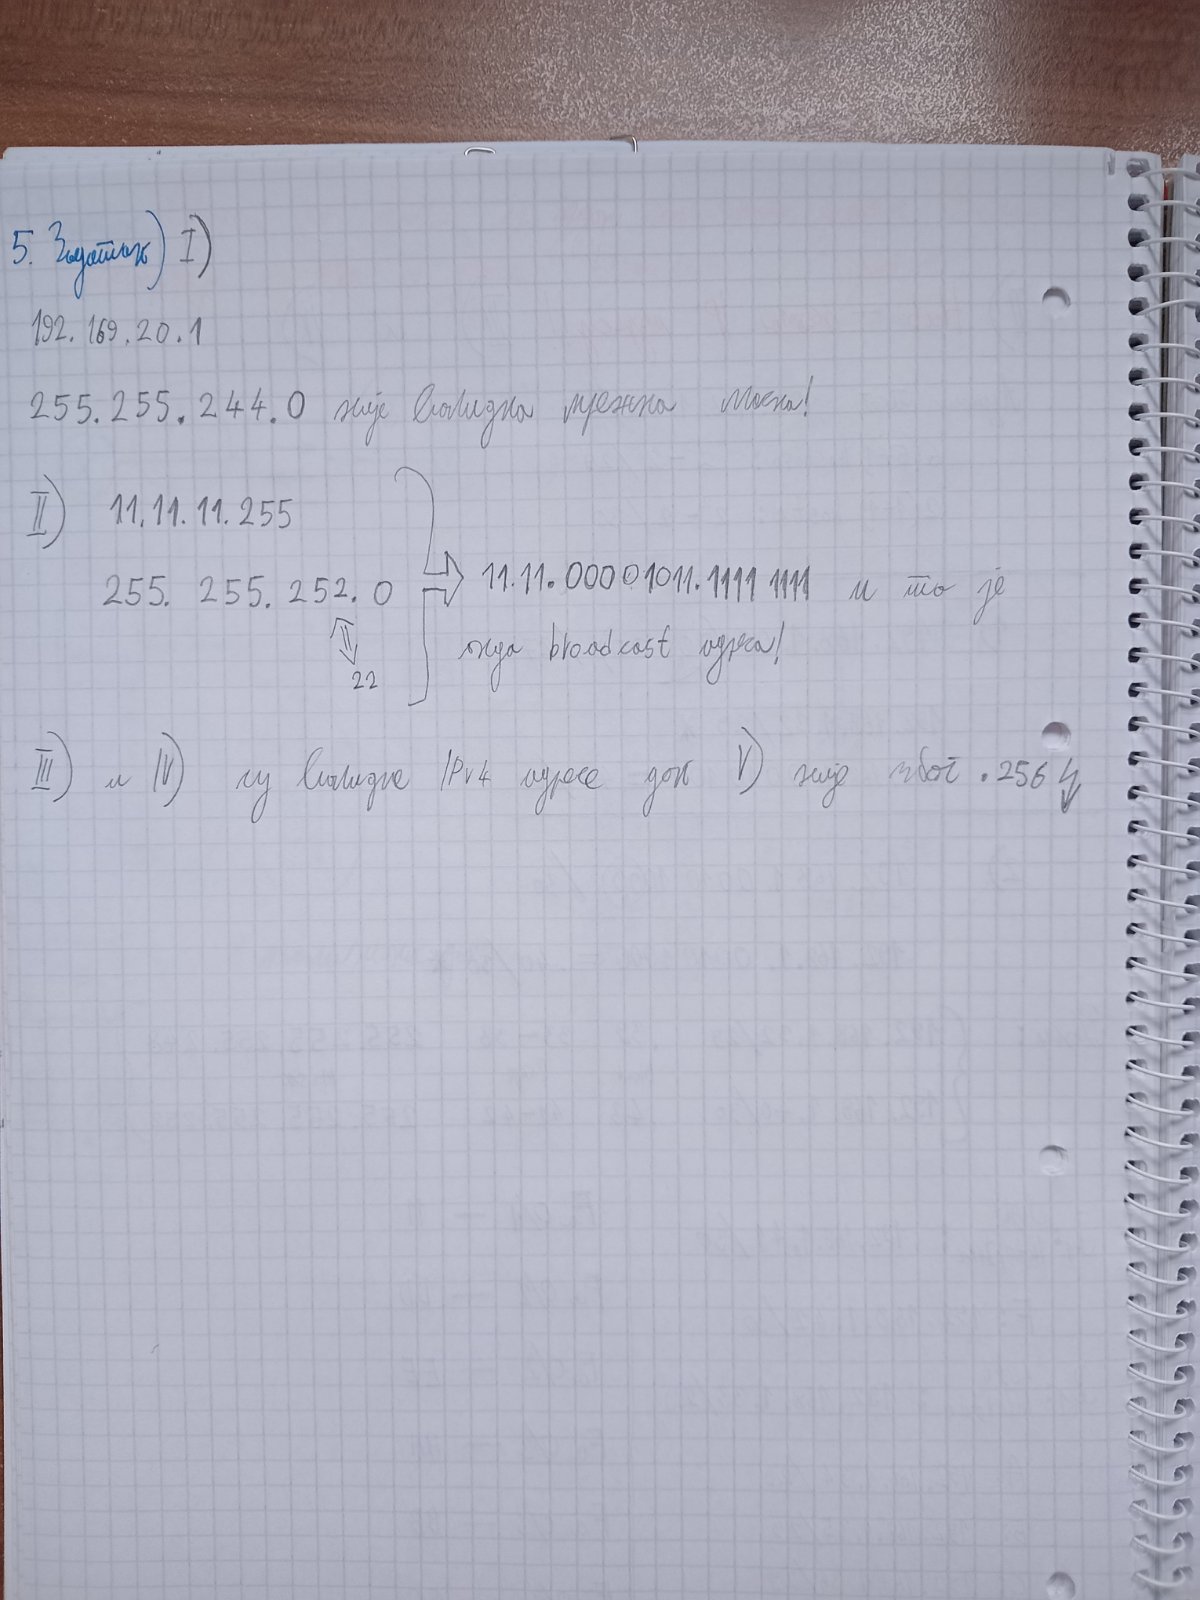 5. Задатак) I)
192.169.20.1
255.255.244.0 није валидна мрежна маска!
II) 11.11.11.255
255. 255. 252. 0 11.11.00001011.1111 1111 и то је
22 њуа broadcast адреса!
III) и IV) су валидне IPv4 адресе док V) није због .256